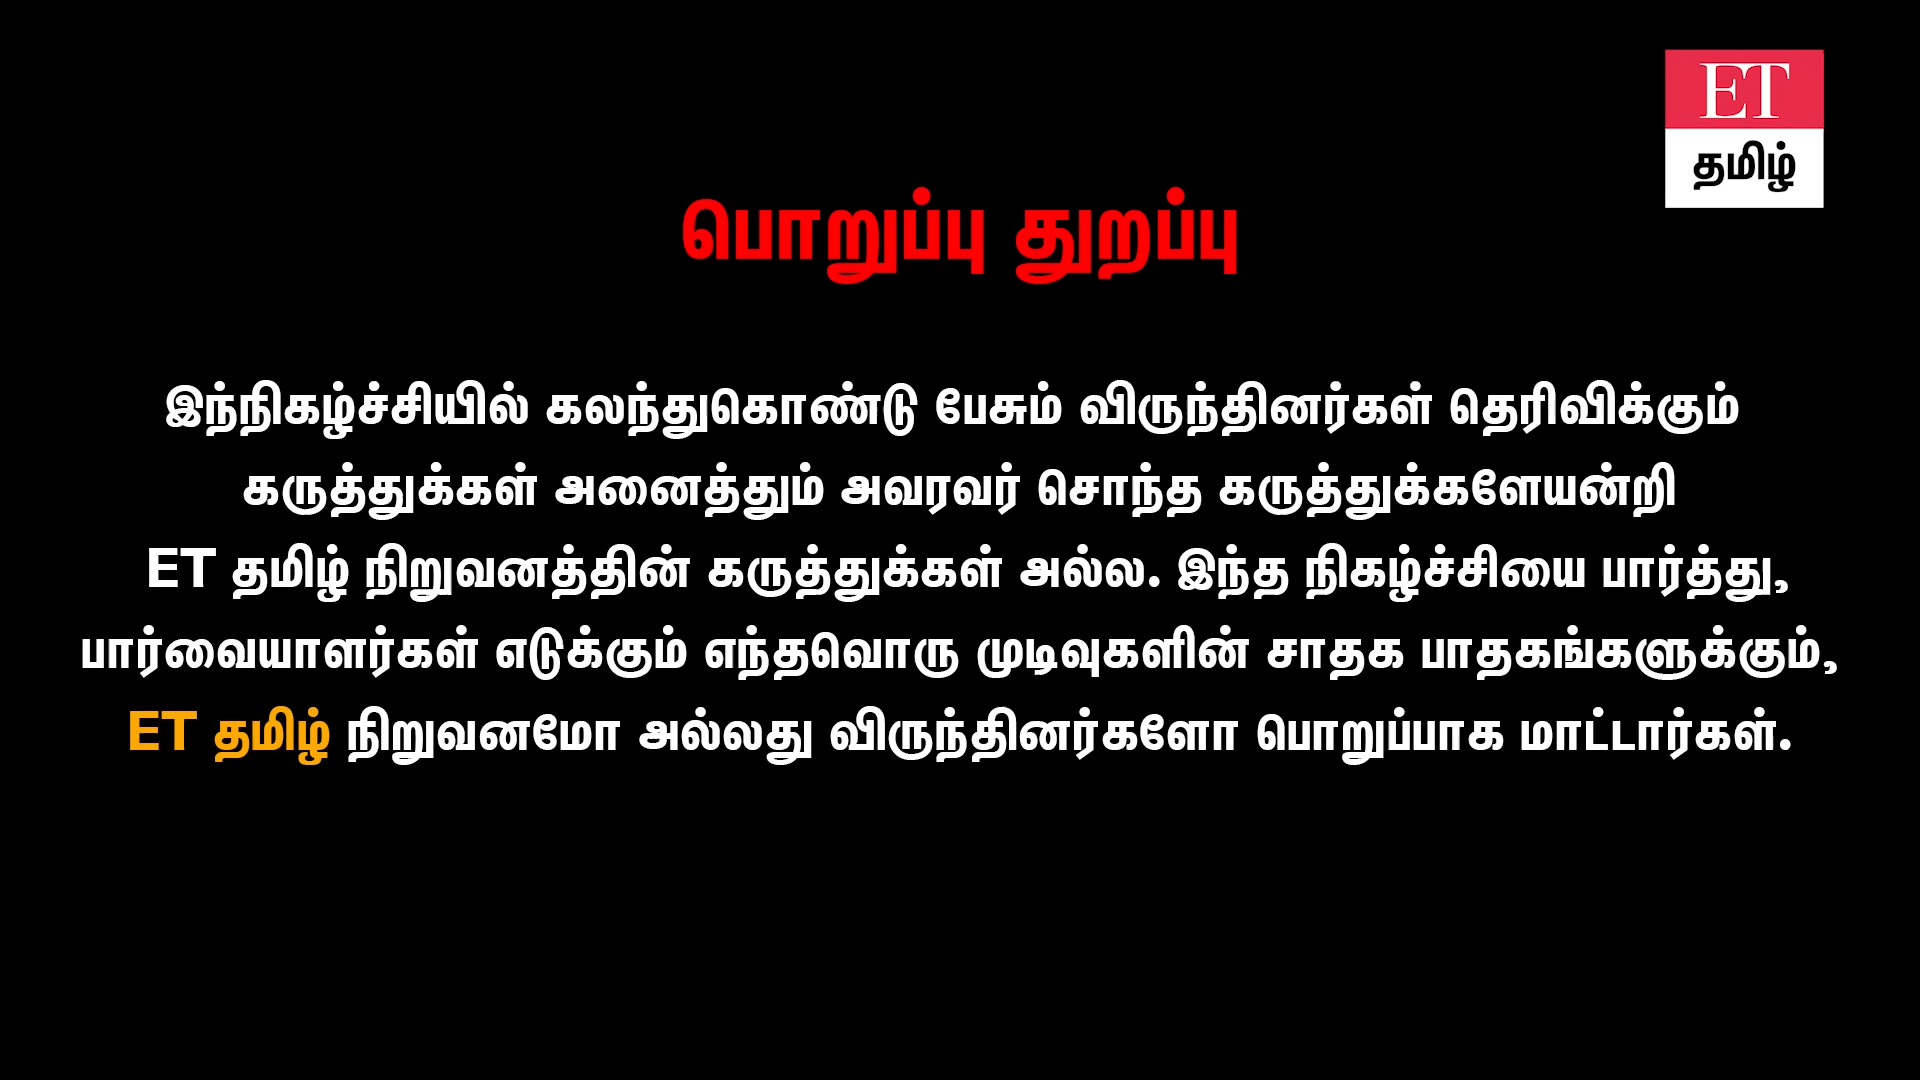 ET
தமிழ்
பொறுப்பு துறப்பு
இந்நிகழ்ச்சியில் கலந்துகொண்டு பேசும் விருந்தினர்கள் தெரிவிக்கும்
கருத்துக்கள் அனைத்தும் அவரவர் சொந்த கருத்துக்களேயன்றி
ET தமிழ் நிறுவனத்தின் கருத்துக்கள் அல்ல. இந்த நிகழ்ச்சியை பார்த்து,
பார்வையாளர்கள் எடுக்கும் எந்தவொரு முடிவுகளின் சாதக பாதகங்களுக்கும்,
ET தமிழ் நிறுவனமோ அல்லது விருந்தினர்களோ பொறுப்பாக மாட்டார்கள்.